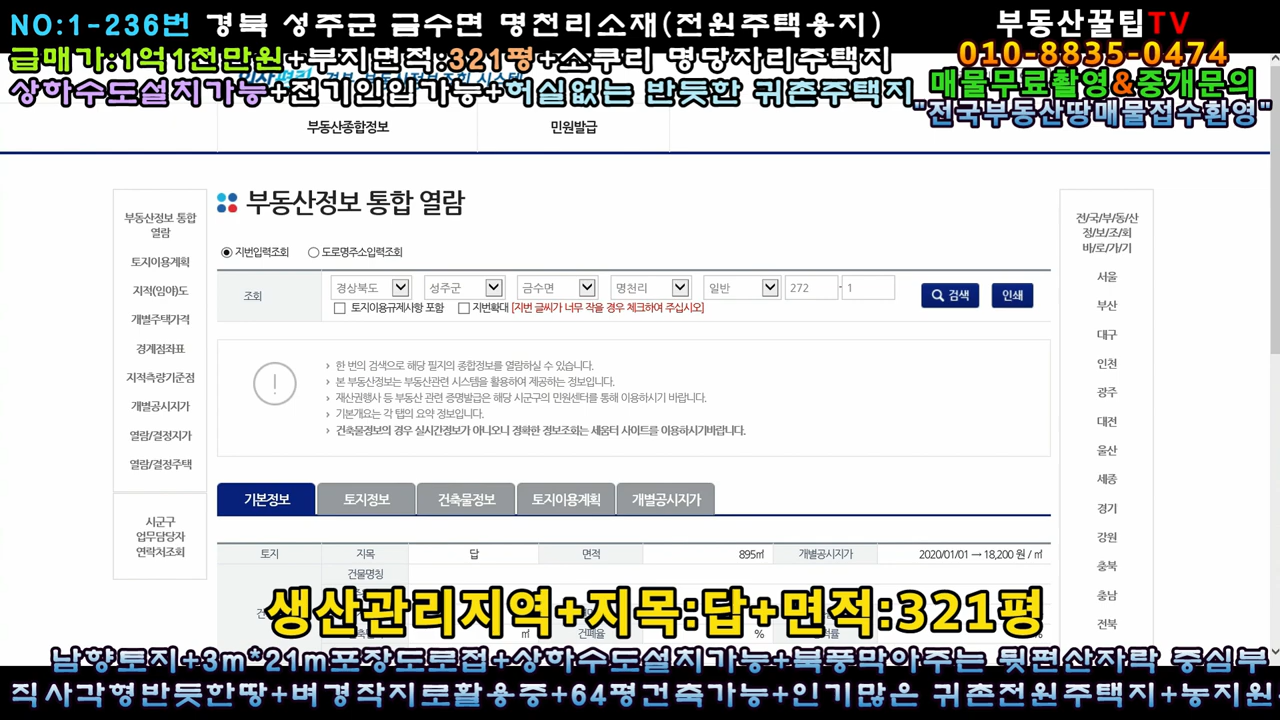 NO:1-236번 경북 성주군 금수면 명천리소재(전원주택용지)
급매가:1억1천만원+부지면적:321평+소쿠리 명당자리주택지
상하수도설치가능+전기인입가능+허실없는 반듯한 귀촌주택지
부동산꿀팁TV
010-8835-0474
매물무료촬영&중개문의
"전국부동산땅매물접수환영"
부동산종합정보
민원발급
부동산정보 통합 열람
토지이용계획
지적(임야)도
개별주택가격
경계점좌표
지적측량기준점
개별공시지가
열람/결정지가
열람/결정주택
시군구
업무담당자
연락처조회
부동산정보 통합 열람
지번입력조회 도로명주소입력조회
조회 경상북도 성주군 금수면 명천리 일반 272 - 1 검색 인쇄
토지이용규제사항 포함 지번확대 [지번 글씨가 너무 작을 경우 체크하여 주십시오]
› 한 번의 검색으로 해당 필지의 종합정보를 열람하실 수 있습니다.
› 본 부동산정보는 부동산관련 시스템을 활용하여 제공하는 정보입니다.
› 재산권행사 등 부동산 관련 증명발급은 해당 시군구의 민원센터를 통해 이용하시기 바랍니다.
› 기본개요는 각 탭의 요약 정보입니다.
› 건축물정보의 경우 실시간정보가 아니오니 경확한 정보조회는 세움터 사이트를 이용하시기바랍니다.
기본정보 토지정보 건축물정보 토지이용계획 개별공시지가
토지 지목 답 면적 895㎡ 개별공시지가 2020/01/01 → 18,200 원 / ㎡
건물명칭
㎡ 건폐율 %
전/국/부/동/산
정/보/조/회
바/로/가/기
서울
부산
대구
인천
광주
대전
울산
세종
경기
강원
충북
충남
전북
생산관리지역+지목:답+면적:321평
남향토지+3m*21m포장도로접+상하수도설치가능+북풍막아주는 뒷편산자락 중심부
직사각형반듯한땅+벼경작지로활용중+64평건축가능+인기많은 귀촌전원주택지+농지원